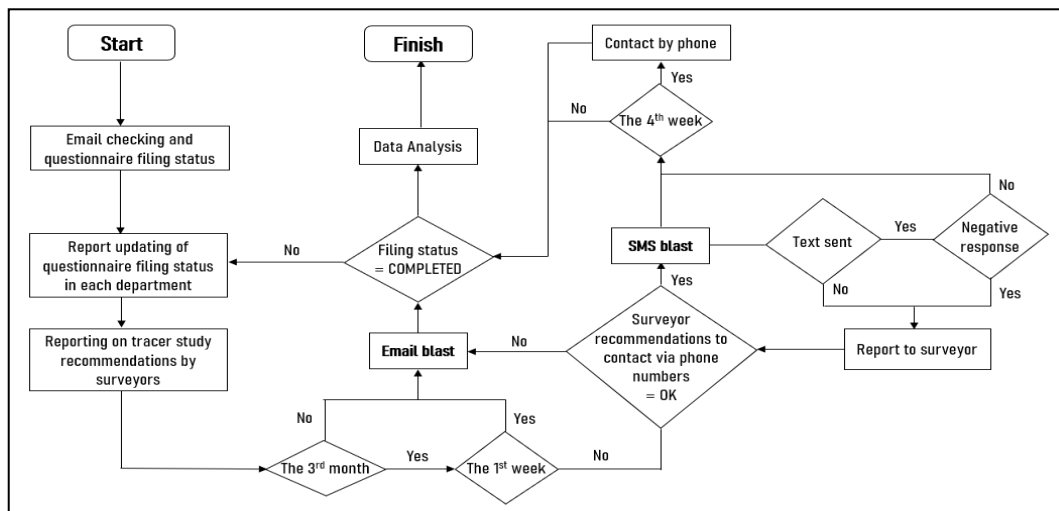 Start
Finish
Contact by phone
Yes
No
The 4th week
Email checking and
questionnaire filing status
Data Analysis
No
Report updating of
questionnaire filing status
in each department
No
Filing status
= COMPLETED
SMS blast
Text sent
Yes
Negative
response
Yes
No
Yes
Reporting on tracer study
recommendations by
surveyors
Email blast
No
Surveyor
recommendations to
contact via phone
numbers
= OK
Report to surveyor
No
Yes
The 3rd month
Yes
The 1st week
No